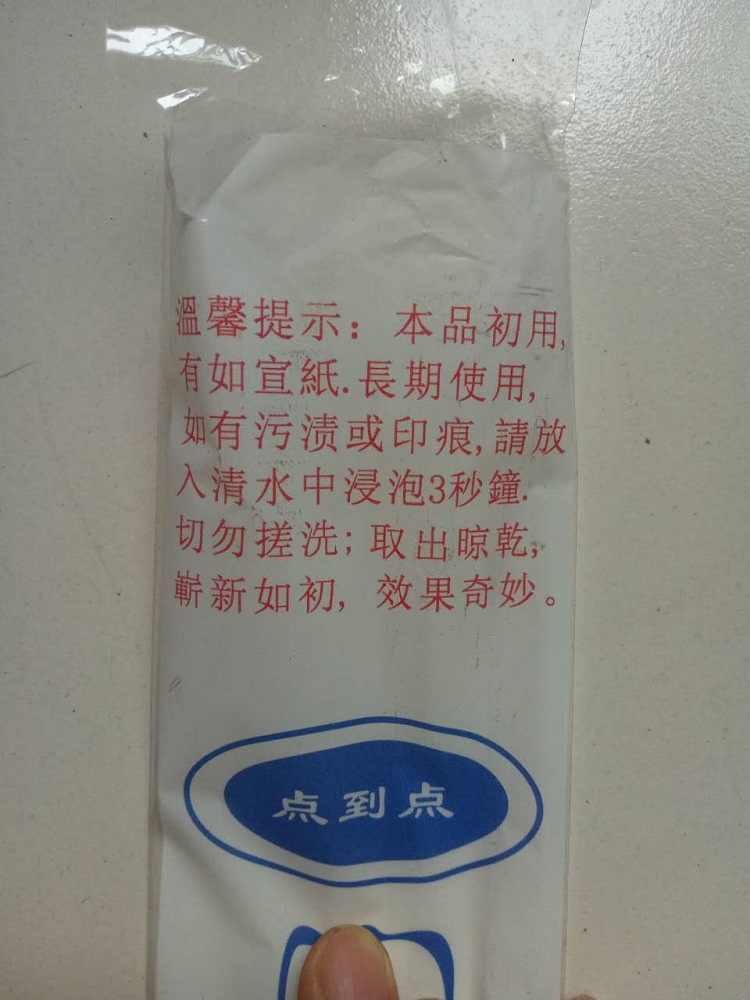 溫馨提示：本品初用,
有如宣紙.長期使用,
如有污渍或印痕,請放
入清水中浸泡3秒鐘.
切勿搓洗;取出晾乾,
嶄新如初,效果奇妙。
点到点